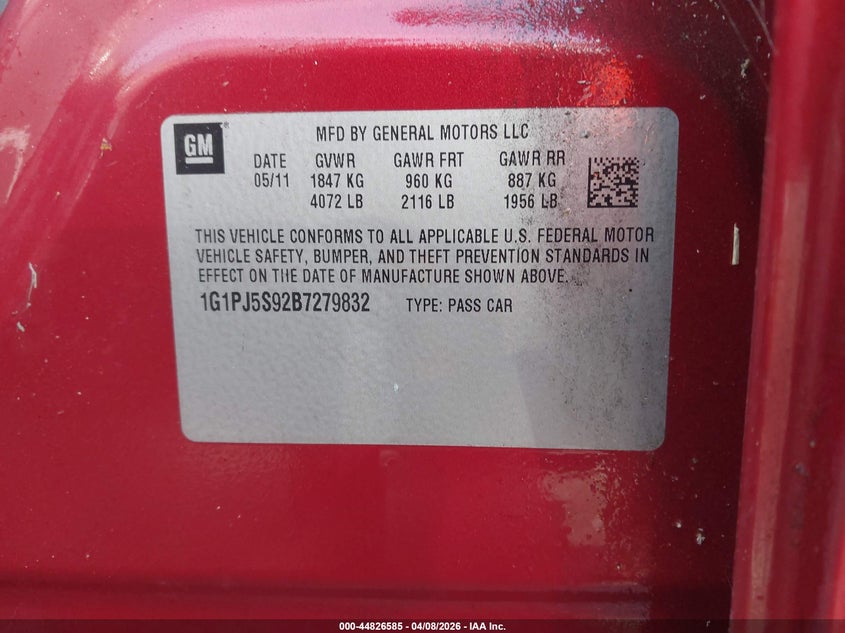 GM ®
MFD BY GENERAL MOTORS LLC
DATE GVWR GAWR FRT GAWR RR
05/11 1847 KG 960 KG 887 KG
4072 LB 2116 LB 1956 LB
THIS VEHICLE CONFORMS TO ALL APPLICABLE U.S. FEDERAL MOTOR
VEHICLE SAFETY, BUMPER, AND THEFT PREVENTION STANDARDS IN
EFFECT ON THE DATE OF MANUFACTURE SHOWN ABOVE.
1G1PJ5S92B7279832 TYPE: PASS CAR
000-44826585 - 04/08/2026 - IAA Inc.